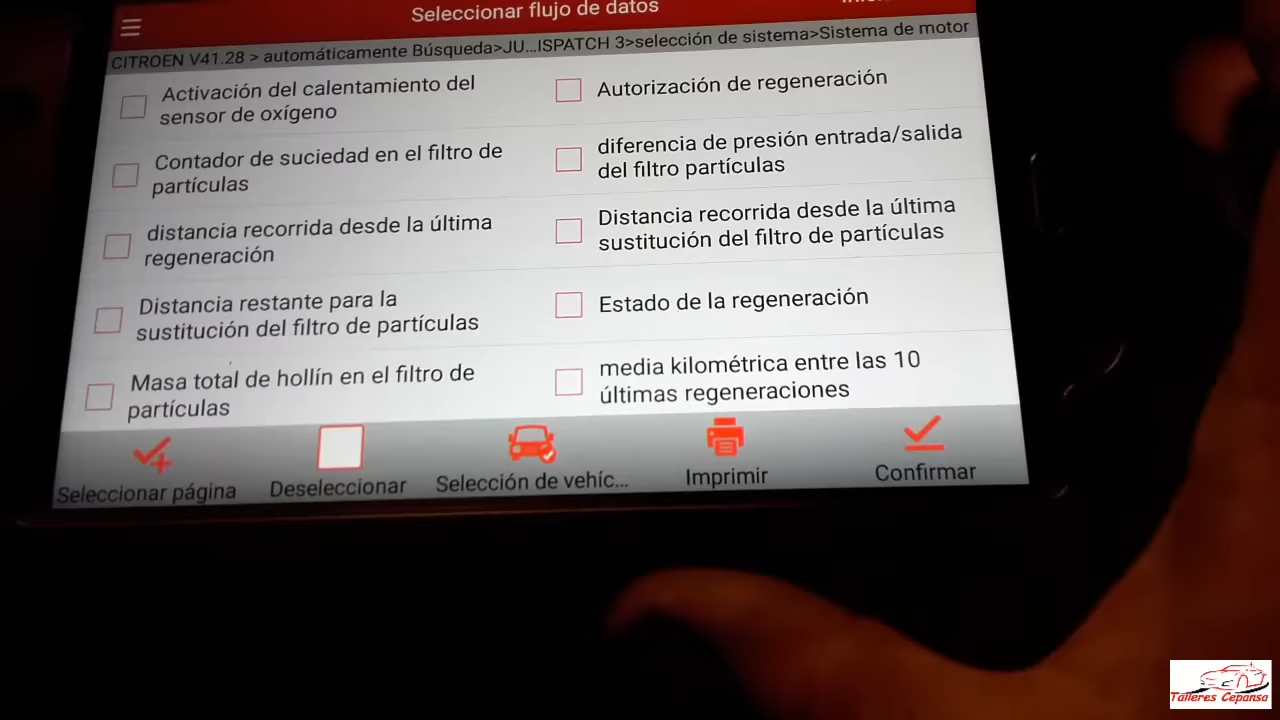 Seleccionar flujo de datos
CITROEN V41.28 > automáticamente Búsqueda>JU...ISPATCH 3>selección de sistema>Sistema de motor
Activación del calentamiento del
sensor de oxígeno
Autorización de regeneración
Contador de suciedad en el filtro de
partículas
diferencia de presión entrada/salida
del filtro partículas
distancia recorrida desde la última
regeneración
Distancia recorrida desde la última
sustitución del filtro de partículas
Distancia restante para la
sustitución del filtro de partículas
Estado de la regeneración
Masa total de hollín en el filtro de
partículas
media kilométrica entre las 10
últimas regeneraciones
Seleccionar página
Deseleccionar
Selección de vehíc...
Imprimir
Confirmar
Talleres Cepansa